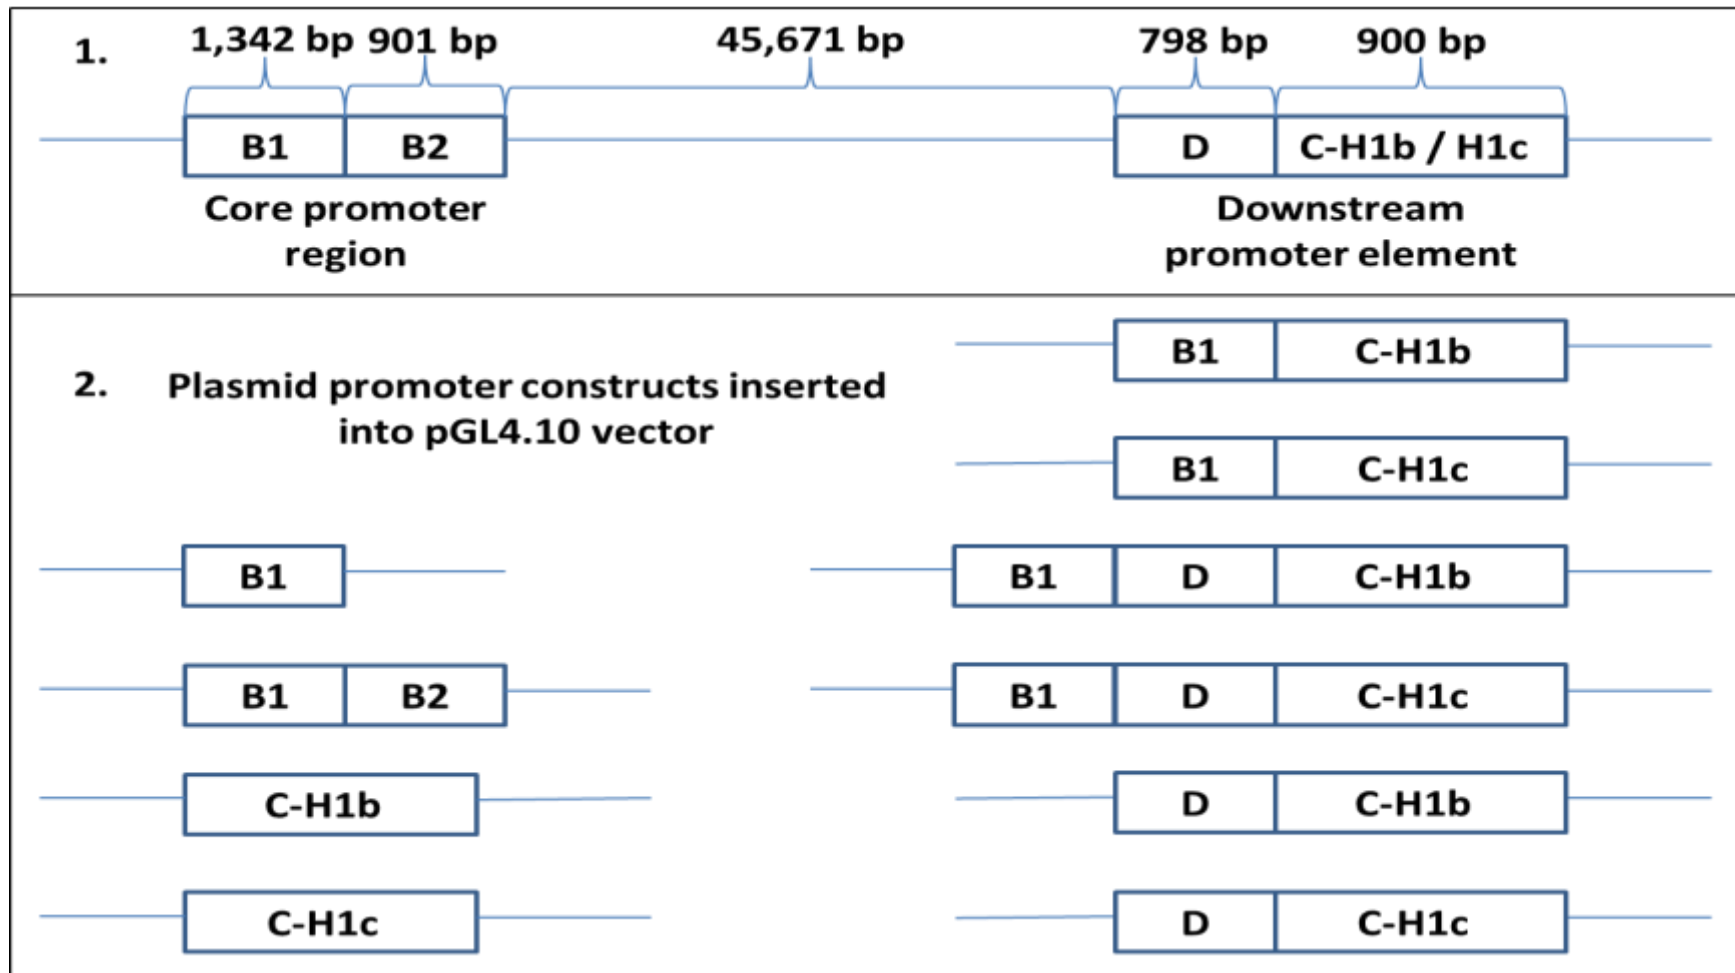 1.
1,342 bp 901 bp 45,671 bp 798 bp 900 bp
B1 B2 D C-H1b / H1c
Core promoter
region
Downstream
promoter element
2. Plasmid promoter constructs inserted
into pGL4.10 vector
B1 C-H1b
B1 C-H1c
B1
B1 D C-H1b
B1 B2
B1 D C-H1c
C-H1b
D C-H1b
C-H1c
D C-H1c